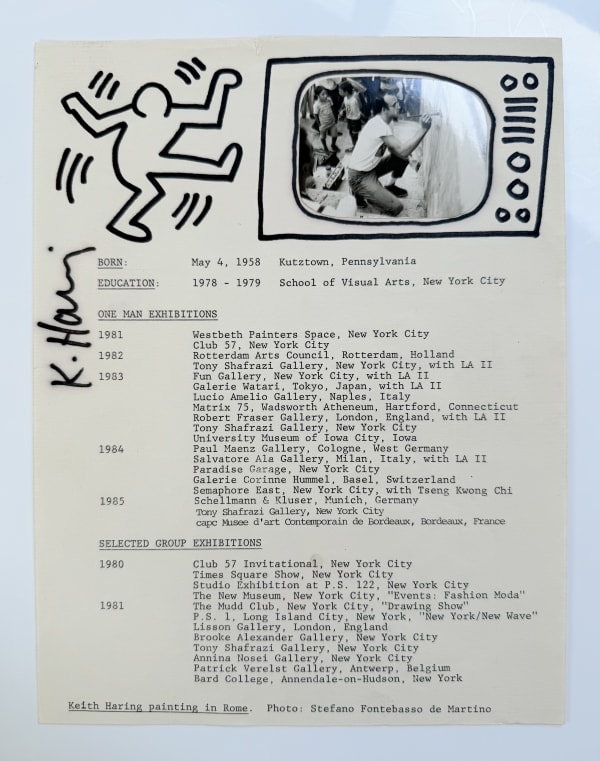 K. Haring
BORN: May 4, 1958 Kutztown, Pennsylvania
EDUCATION: 1978 - 1979 School of Visual Arts, New York City
ONE MAN EXHIBITIONS
1981 Westbeth Painters Space, New York City
Club 57, New York City
1982 Rotterdam Arts Council, Rotterdam, Holland
Tony Shafrazi Gallery, New York City, with LA II
1983 Fun Gallery, New York City, with LA II
Galerie Watari, Tokyo, Japan, with LA II
Lucio Amelio Gallery, Naples, Italy
Matrix 75, Wadsworth Atheneum, Hartford, Connecticut
Robert Fraser Gallery, London, England, with LA II
Tony Shafrazi Gallery, New York City
University Museum of Iowa City, Iowa
1984 Paul Maenz Gallery, Cologne, West Germany
Salvatore Ala Gallery, Milan, Italy, with LA II
Paradise Garage, New York City
Galerie Corinne Hummel, Basel, Switzerland
Semaphore East, New York City, with Tseng Kwong Chi
1985 Schellmann & Kluser, Munich, Germany
Tony Shafrazi Gallery, New York City
capc Musee d'art Contemporain de Bordeaux, Bordeaux, France
SELECTED GROUP EXHIBITIONS
1980 Club 57 Invitational, New York City
Times Square Show, New York City
Studio Exhibition at P.S. 122, New York City
The New Museum, New York City, "Events: Fashion Moda"
1981 The Mudd Club, New York City, "Drawing Show"
P.S. 1, Long Island City, New York, "New York/New Wave"
Lisson Gallery, London, England
Brooke Alexander Gallery, New York City
Tony Shafrazi Gallery, New York City
Annina Nosei Gallery, New York City
Patrick Verelst Gallery, Antwerp, Belgium
Bard College, Annendale-on-Hudson, New York
Keith Haring painting in Rome. Photo: Stefano Fontebasso de Martino